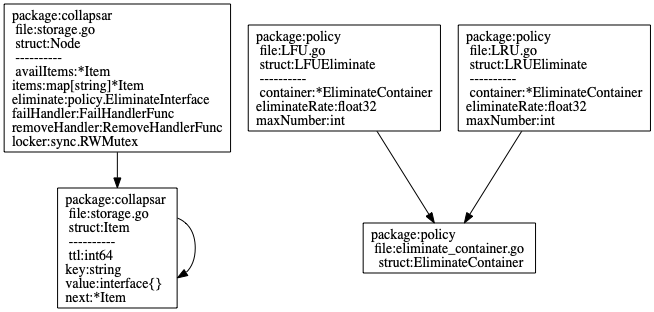 package:collapsar
file:storage.go
struct:Node
----------
availItems:*Item
items:map[string]*Item
eliminate:policy.EliminateInterface
failHandler:FailHandlerFunc
removeHandler:RemoveHandlerFunc
locker:sync.RWMutex
package:policy
file:LFU.go
struct:LFUEliminate
----------
container:*EliminateContainer
eliminateRate:float32
maxNumber:int
package:policy
file:LRU.go
struct:LRUEliminate
----------
container:*EliminateContainer
eliminateRate:float32
maxNumber:int
package:collapsar
file:storage.go
struct:Item
----------
ttl:int64
key:string
value:interface{}
next:*Item
package:policy
file:eliminate_container.go
struct:EliminateContainer